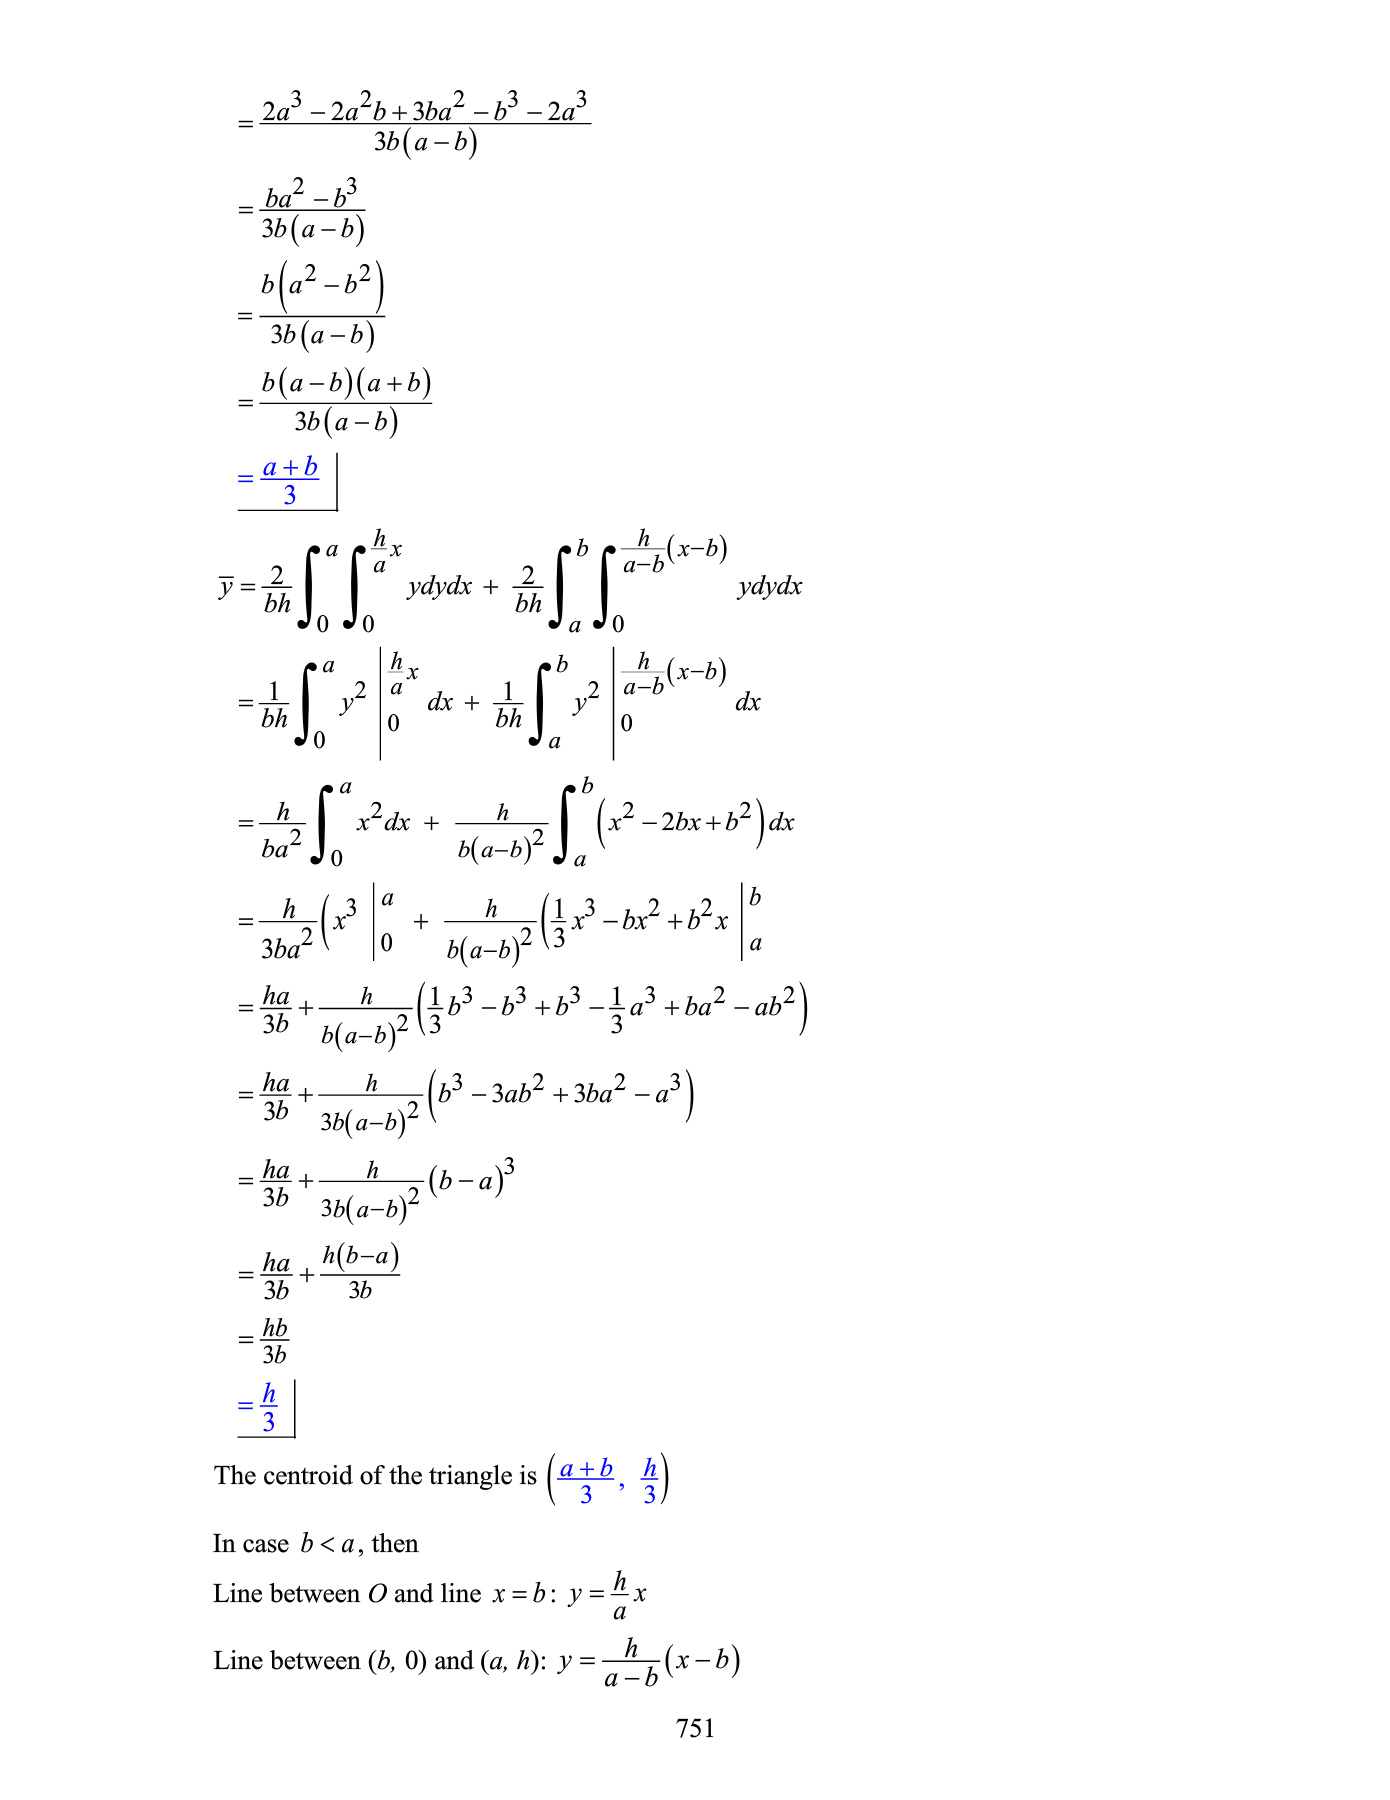 = \frac{2a^3 - 2a^2b + 3ba^2 - b^3 - 2a^3}{3b(a-b)}
= \frac{ba^2 - b^3}{3b(a-b)}
= \frac{b(a^2 - b^2)}{3b(a-b)}
= \frac{b(a-b)(a+b)}{3b(a-b)}
= \frac{a+b}{3}
\overline{y} = \frac{2}{bh} \int_0^a \int_0^{\frac{h}{a}x} ydydx + \frac{2}{bh} \int_a^b \int_0^{\frac{h}{a-b}(x-b)} ydydx
= \frac{1}{bh} \int_0^a y^2 \Big|_0^{\frac{h}{a}x} dx + \frac{1}{bh} \int_a^b y^2 \Big|_0^{\frac{h}{a-b}(x-b)} dx
= \frac{h}{ba^2} \int_0^a x^2 dx + \frac{h}{b(a-b)^2} \int_a^b (x^2 - 2bx + b^2) dx
= \frac{h}{3ba^2} ( x^3 \Big|_0^a + \frac{h}{b(a-b)^2} ( \frac{1}{3}x^3 - bx^2 + b^2x \Big|_a^b
= \frac{ha}{3b} + \frac{h}{b(a-b)^2} ( \frac{1}{3}b^3 - b^3 + b^3 - \frac{1}{3}a^3 + ba^2 - ab^2 )
= \frac{ha}{3b} + \frac{h}{3b(a-b)^2} ( b^3 - 3ab^2 + 3ba^2 - a^3 )
= \frac{ha}{3b} + \frac{h}{3b(a-b)^2} (b-a)^3
= \frac{ha}{3b} + \frac{h(b-a)}{3b}
= \frac{hb}{3b}
= \frac{h}{3}
The centroid of the triangle is ( \frac{a+b}{3}, \frac{h}{3} )
In case b < a, then
Line between O and line x = b: y = \frac{h}{a}x
Line between (b, 0) and (a, h): y = \frac{h}{a-b}(x-b)
751